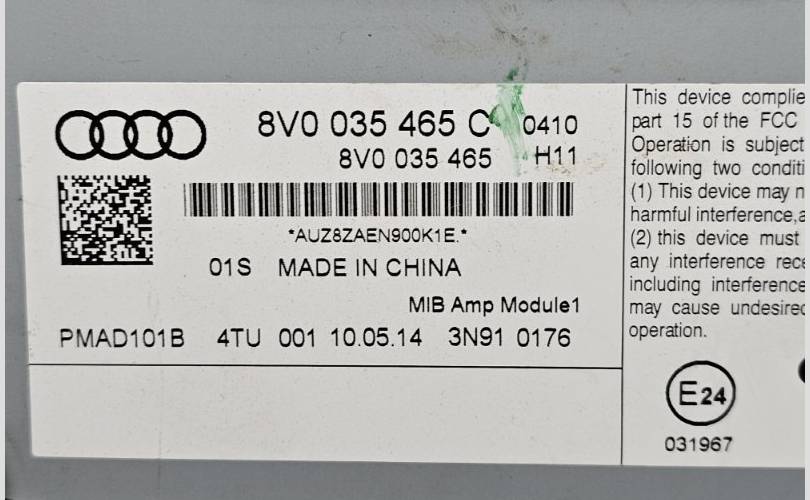 8V0 035 465 C 0410
8V0 035 465 H11
*AUZ8ZAEN900K1E.*
01S MADE IN CHINA
MIB Amp Module1
PMAD101B 4TU 001 10.05.14 3N91 0176
This device complie
part 15 of the FCC
Operation is subject
following two conditi
(1) This device may n
harmful interference,a
(2) this device must
any interference rece
including interference
may cause undesired
operation.
E24
031967